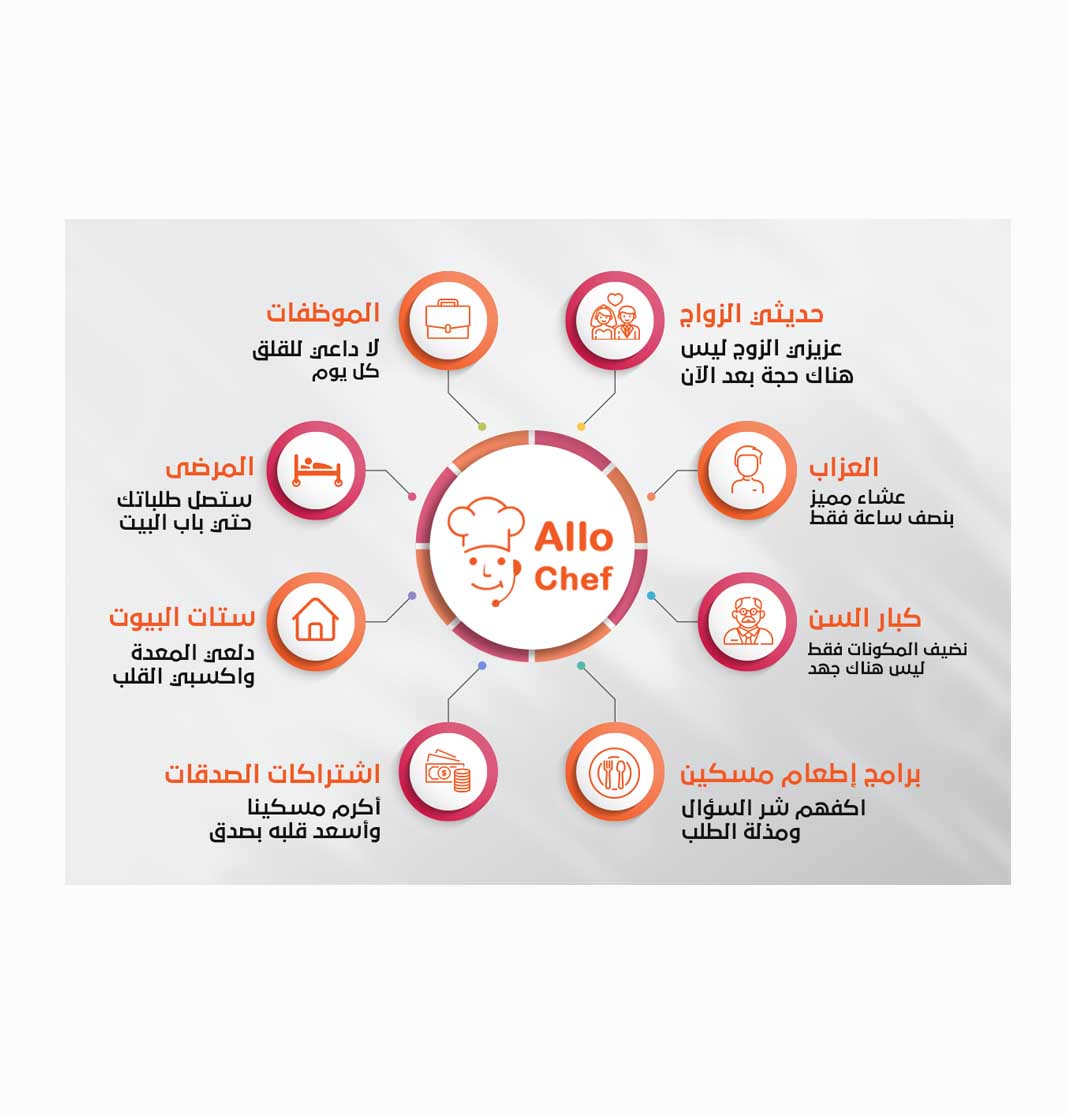 حديثي الزواج
عزيزي الزوج ليس
هناك حجة بعد الآن
الموظفات
لا داعي للقلق
كل يوم
العزاب
عشاء مميز
بنصف ساعة فقط
المرضى
ستصل طلباتك
حتي باب البيت
Allo
Chef
كبار السن
نضيف المكونات فقط
ليس هناك جهد
ستات البيوت
دلعي المعدة
واكسبي القلب
برامج إطعام مسكين
اكفهم شر السؤال
ومذلة الطلب
اشتراكات الصدقات
أكرم مسكينا
وأسعد قلبه بصدق